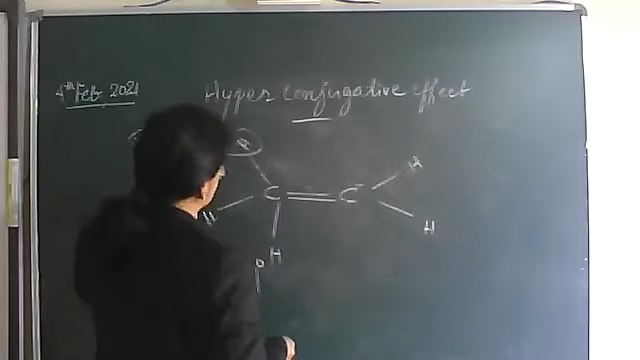 4th Feb 2021
Hyper conjugative effect
H
H C = C⁻ H
H
H